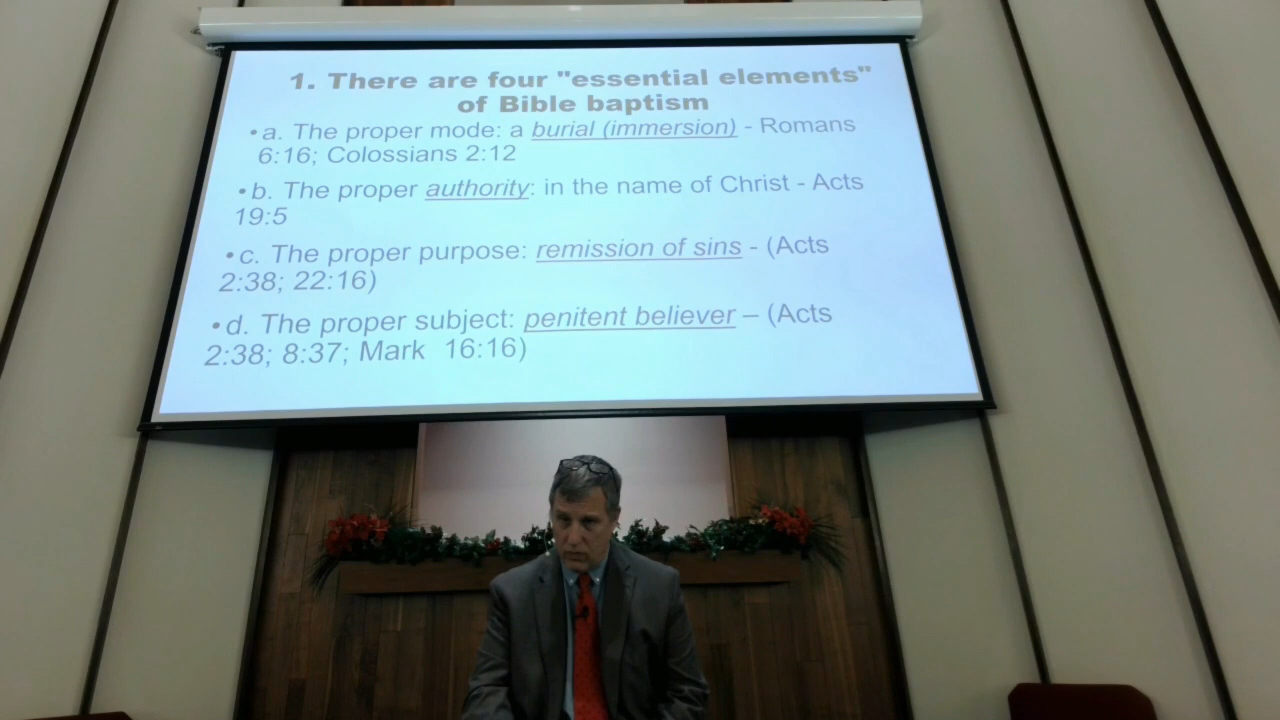 1. There are four "essential elements"
of Bible baptism
•a. The proper mode: a burial (immersion) - Romans
6:16; Colossians 2:12
•b. The proper authority: in the name of Christ - Acts
19:5
•c. The proper purpose: remission of sins - (Acts
2:38; 22:16)
•d. The proper subject: penitent believer – (Acts
2:38; 8:37; Mark 16:16)